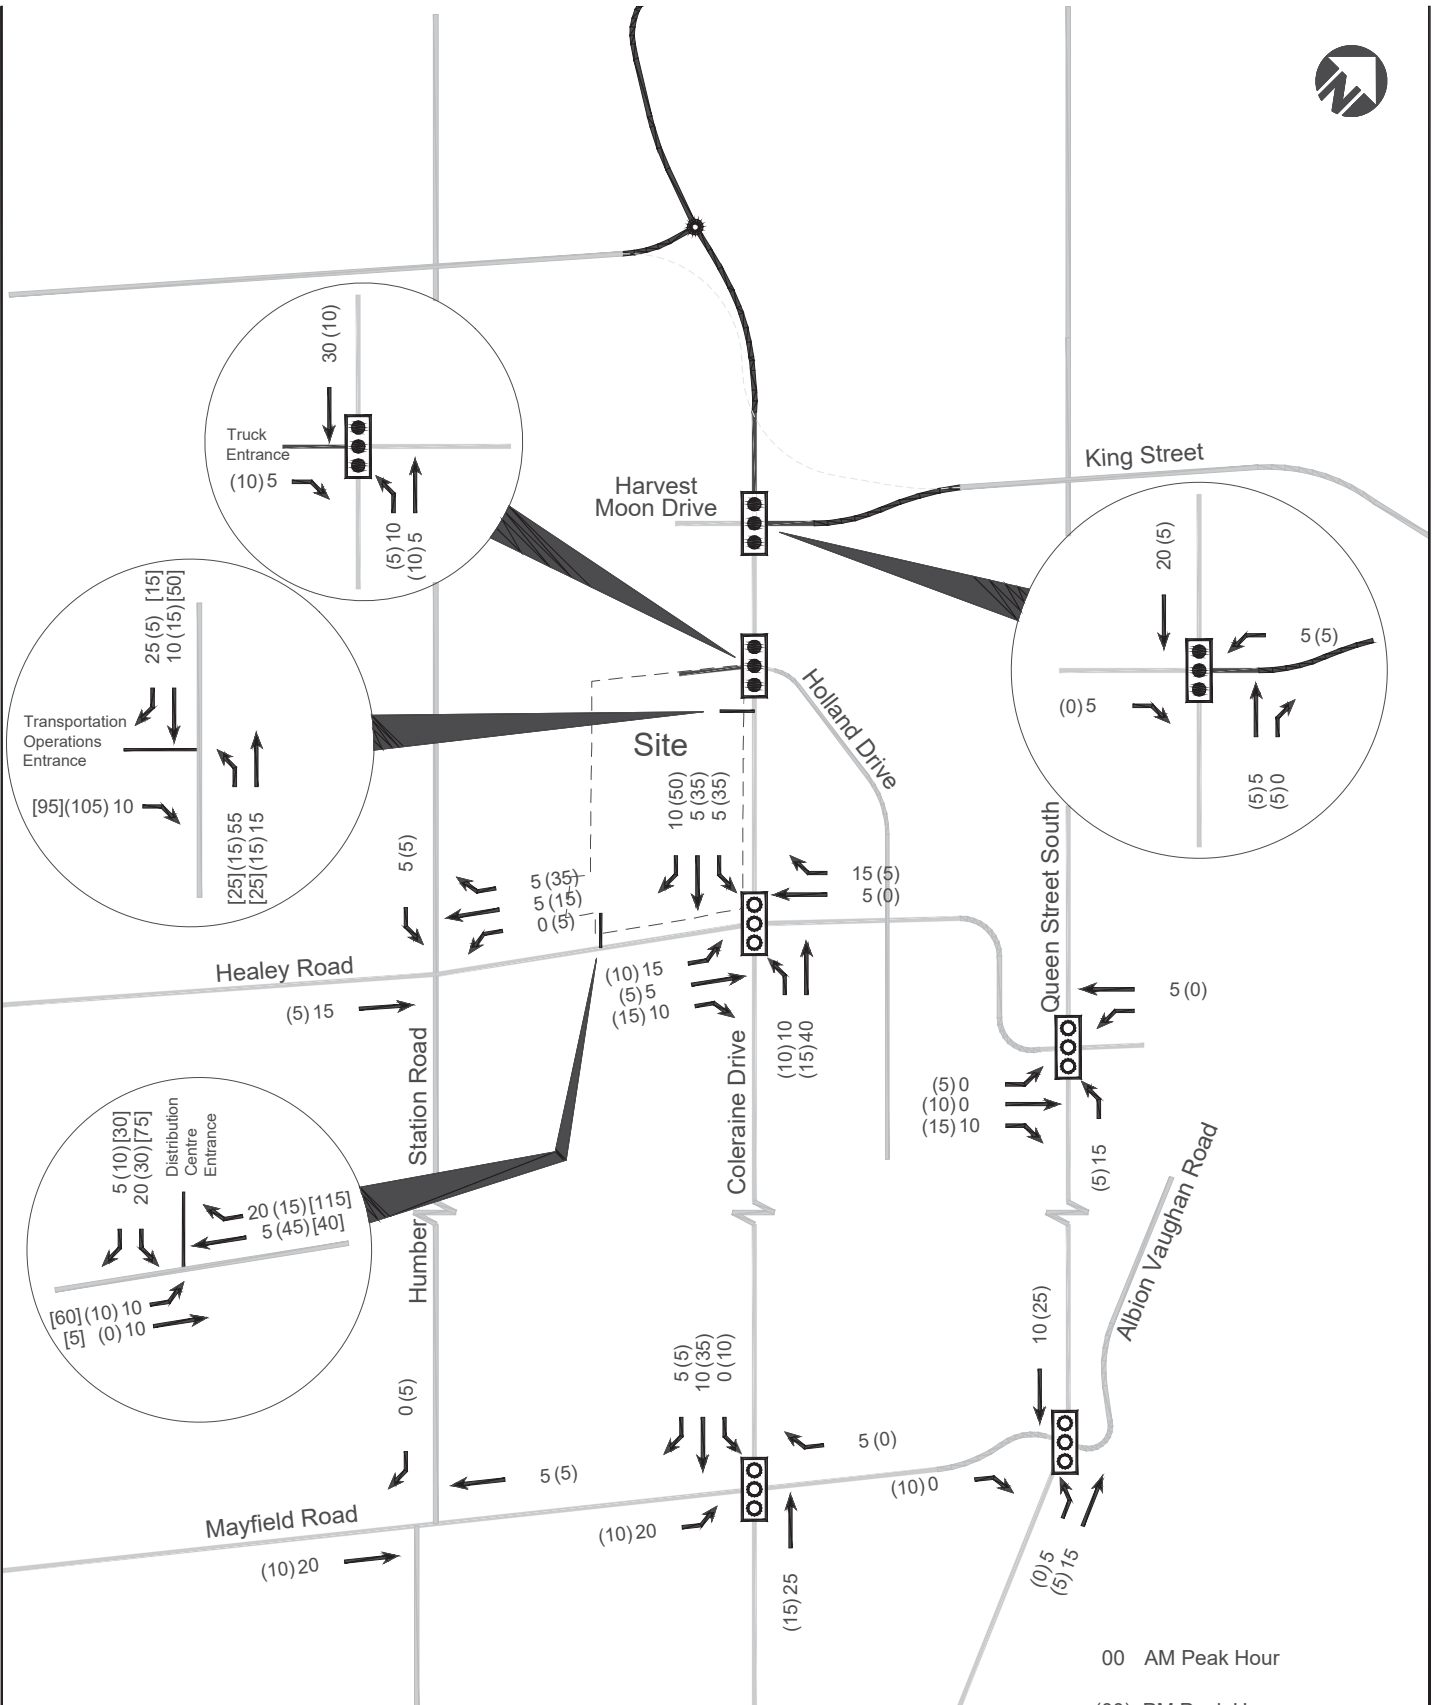 N
King Street
Harvest
Moon Drive
30 (10)
Truck
Entrance
(10) 5
(5) 10
(10) 5
20 (5)
5 (5)
(0) 5
(5) 5
(5) 0
25 (5) [15]
10 (15) [50]
Transportation
Operations
Entrance
[95] (105) 10
[25] (15) 55
[25] (15) 15
Site
Holland Drive
10 (50)
5 (35)
5 (35)
5 (5)
5 (35)
5 (15)
0 (5)
15 (5)
5 (0)
Queen Street South
Healey Road
(5) 15
(10) 15
(5) 5
(15) 10
(10) 10
(15) 40
5 (0)
Humber Station Road
Coleraine Drive
(5) 0
(10) 0
(15) 10
(5) 15
Albion Vaughan Road
5 (10) [30]
20 (30) [75]
Distribution
Centre
Entrance
20 (15) [115]
5 (45) [40]
[60] (10) 10
[5] (0) 10
10 (25)
5 (5)
10 (35)
0 (10)
0 (5)
5 (5)
5 (0)
(10) 0
Mayfield Road
(10) 20
(10) 20
(15) 25
(0) 5
(5) 15
00 AM Peak Hour